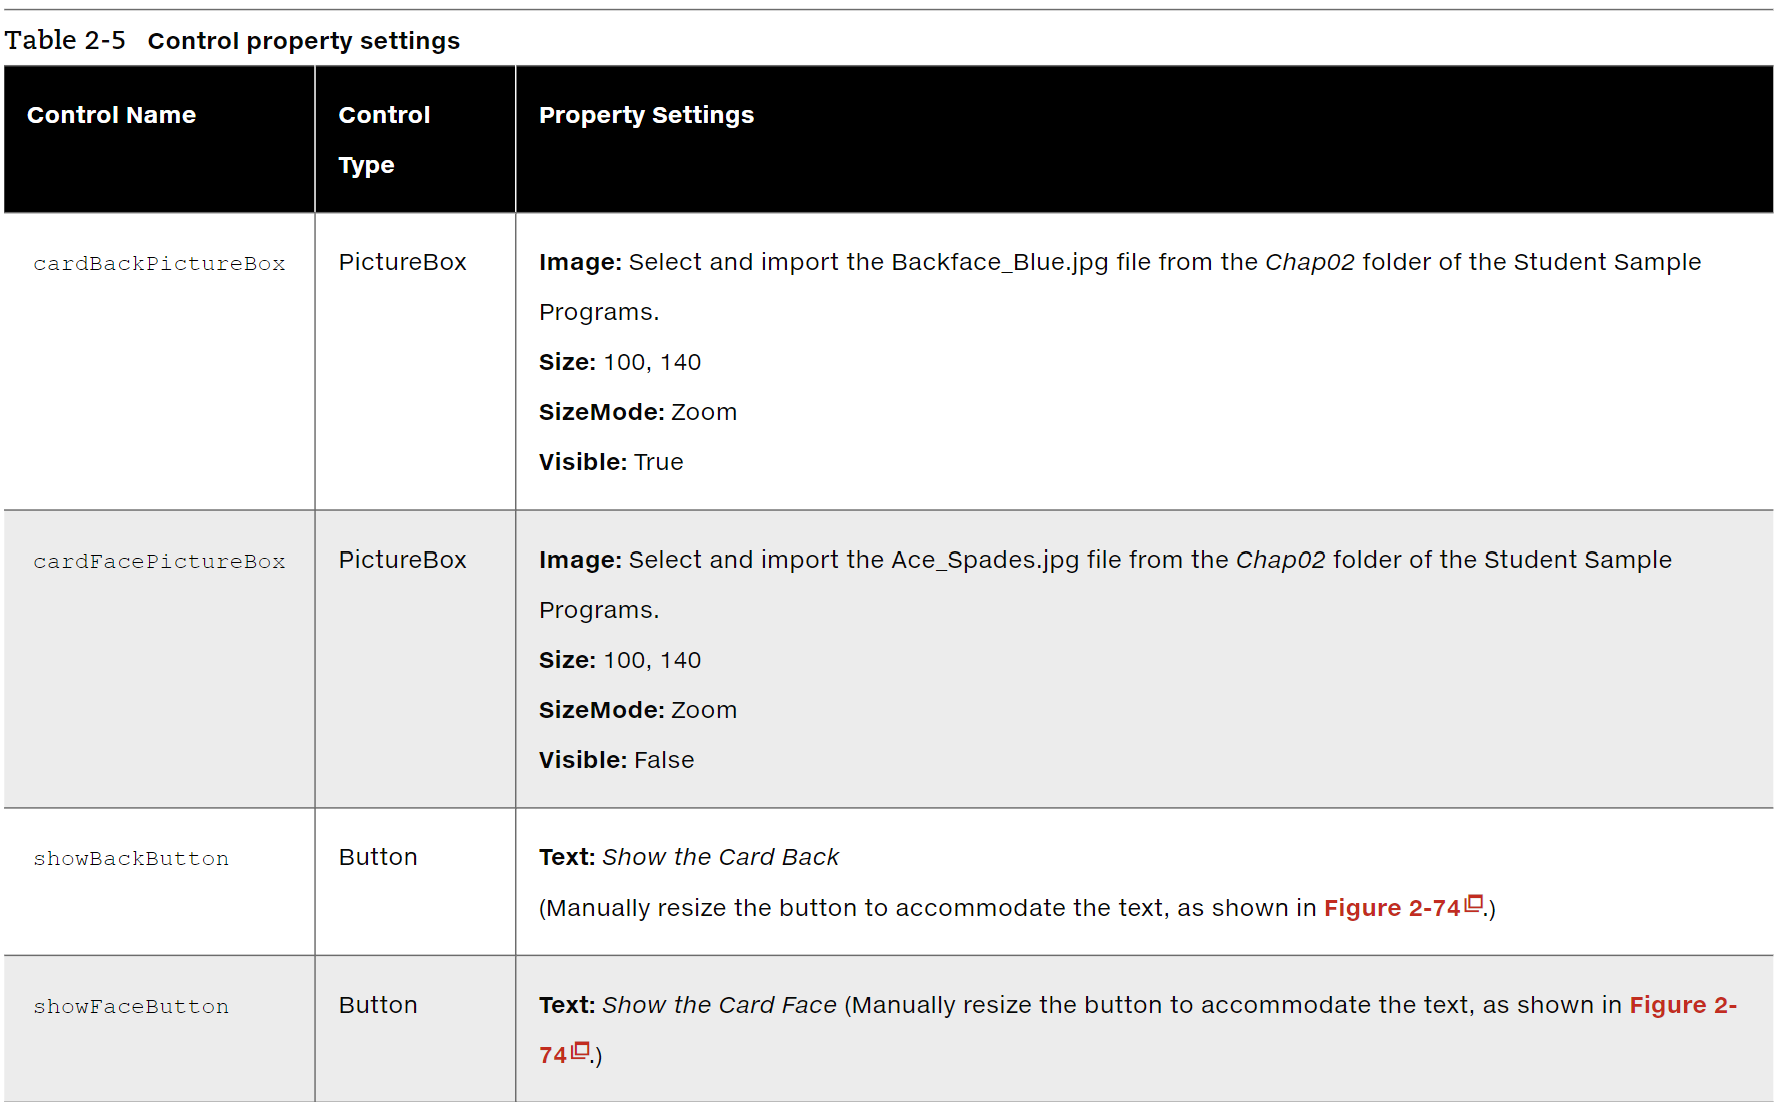 Table 2-5 Control property settings
Control Name
Control
Type
Property Settings
cardBackPictureBox
PictureBox
Image: Select and import the Backface_Blue.jpg file from the Chap02 folder of the Student Sample
Programs.
Size: 100, 140
SizeMode: Zoom
Visible: True
cardFacePictureBox
PictureBox
Image: Select and import the Ace_Spades.jpg file from the Chap02 folder of the Student Sample
Programs.
Size: 100, 140
SizeMode: Zoom
Visible: False
showBackButton
Button
Text: Show the Card Back
(Manually resize the button to accommodate the text, as shown in Figure 2-74.)
showFaceButton
Button
Text: Show the Card Face (Manually resize the button to accommodate the text, as shown in Figure 2-
74.)